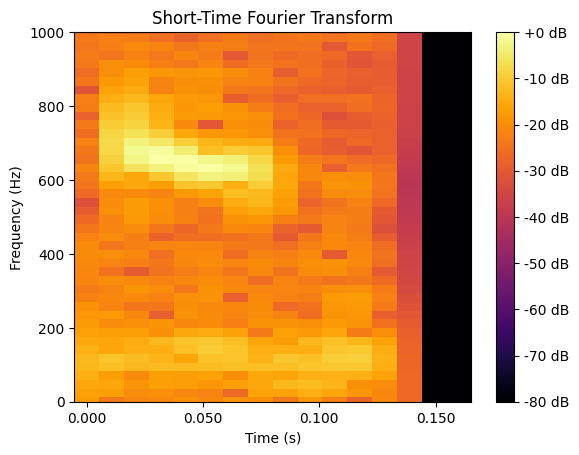 Short-Time Fourier Transform
1000
800
600
400
200
0
Frequency (Hz)
0.000
0.050
0.100
0.150
Time (s)
+0 dB
-10 dB
-20 dB
-30 dB
-40 dB
-50 dB
-60 dB
-70 dB
-80 dB